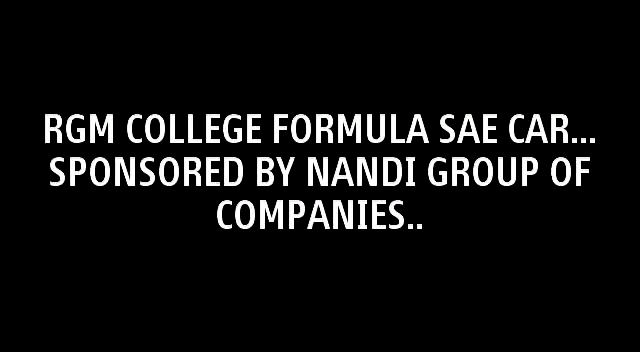 RGM COLLEGE FORMULA SAE CAR...
SPONSORED BY NANDI GROUP OF
COMPANIES..